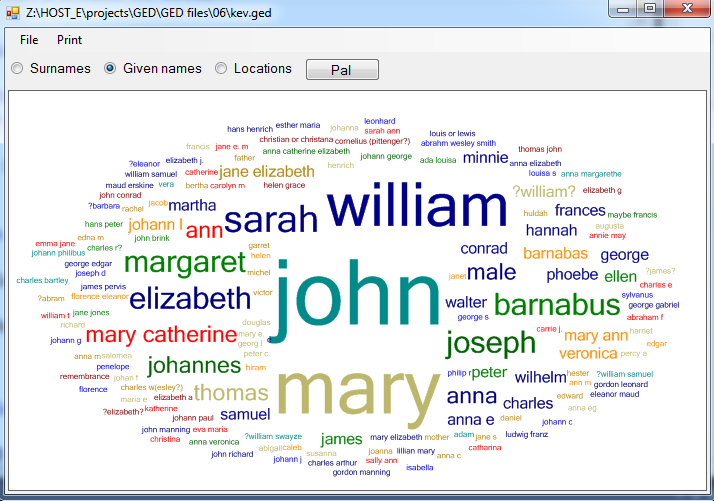 Z:\HOST_E\projects\GED\GED files\06\kev.ged
File Print
Surnames Given names Locations Pal
leonhard
esther maria johanna
hans henrich sarah ann louis or lewis
christian or christana cornelius (pittenger?) abrahm wesley smith
francis jane e. m thomas john
anna catherine elizabeth johann george minnie
father ada louisa anna elizabeth
?eleanor elizabeth j. henrich louisa s
william samuel catherine jane elizabeth anna margarethe
maud erskine vera bertha carolyn m helen grace ?william? elizabeth g
john conrad jacob martha william
?barbara rachel sarah huldah frances maybe francis
hans peter johann l ann hannah augusta
edna m john brink annie may
emma jane charles r? garret conrad barnabas george
johann philibus margaret helen
george edgar john male phoebe ellen ?james?
joseph d michel janet
charles bartley james pervis charles e
?abram florence eleanor elizabeth victor walter barnabus sylvanus
george gabriel
william t jane jones george s abraham f
richard mary catherine douglas carrie j. mary ann harriet
john g mary e. joseph edgar
georg l d veronica percy a
anna m salomea peter c
penelope johannes hiram philip r peter wilhelm hester ?william samuel
remembrance johan f mary ann m gordon leonard
florence charles w(esley?) thomas anna charles edward eleanor maud
maria e elizabeth a
?elizabeth? katherine samuel anna e daniel anna eg
johann paul johann c
john manning eva maria adam jane s ludwig franz
christina anna veronica ?william swayze james mary elizabeth mother
abigail caleb joanna lillian mary catharina
john richard susanna anna c
johann j charles arthur sally ann
gordon manning isabella